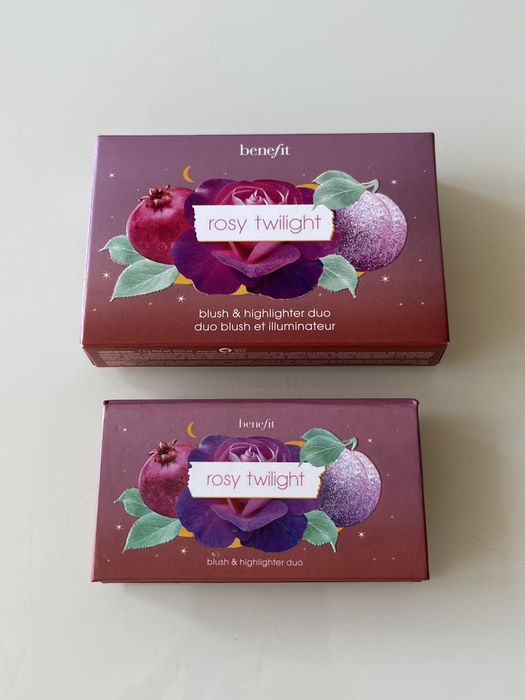 benefit
rosy twilight
blush & highlighter duo
duo blush et illuminateur
benefit
rosy twilight
blush & highlighter duo